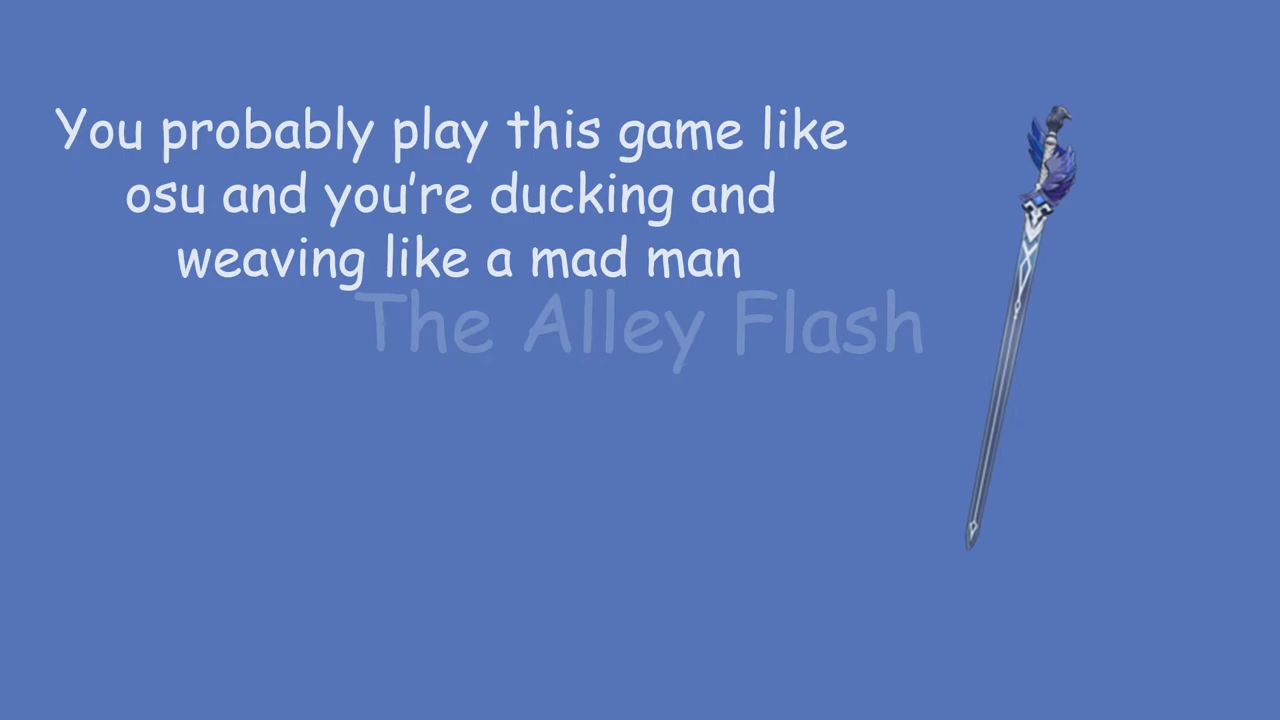 You probably play this game like
osu and you're ducking and
weaving like a mad man
The Alley Flash